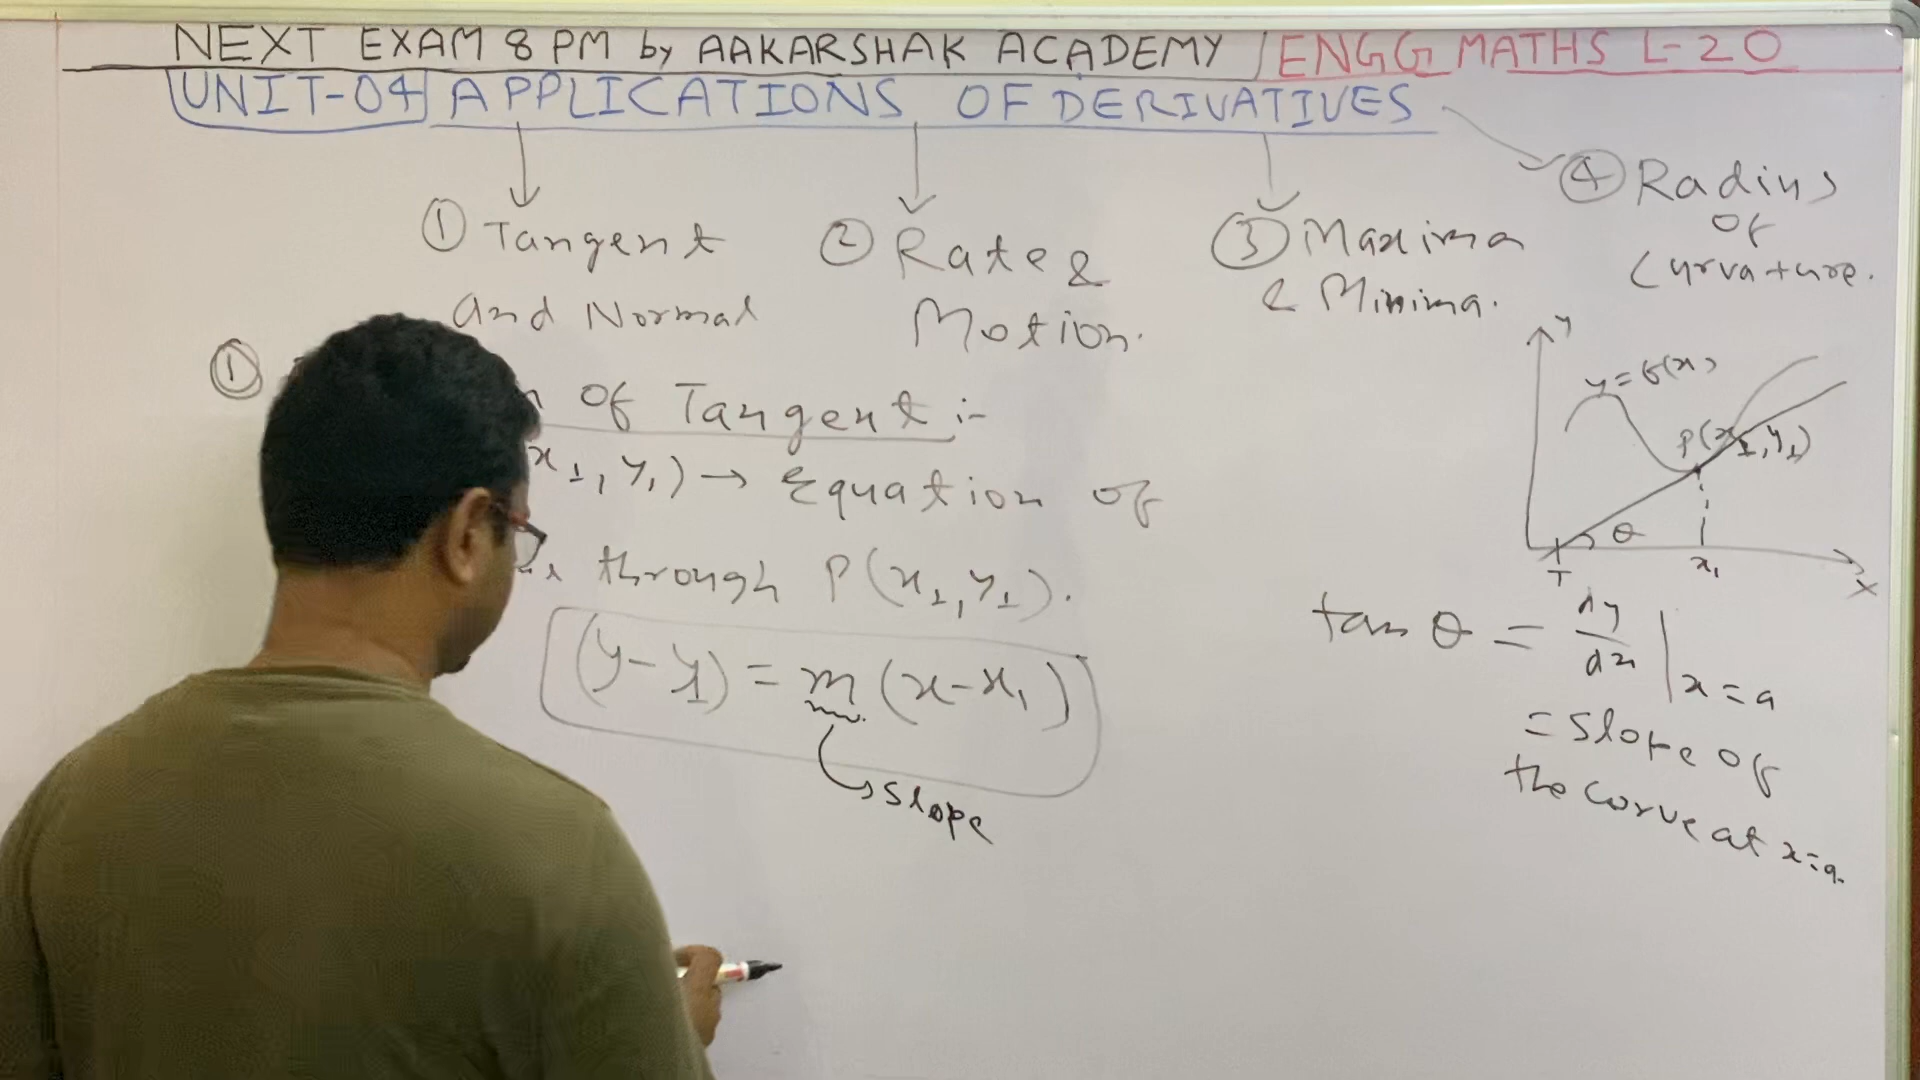 NEXT EXAM 8 PM by AAKARSHAK ACADEMY / ENGG MATHS L-20
UNIT-04 APPLICATIONS OF DERIVATIVES
① Tangent
and Normal
② Rate &
Motion.
③ Maxima
& Minima.
④ Radius
of
Curvature.
①
of Tangent :-
x₁, y₁) → Equation of
through P(x₁, y₁).
(y-y₁) = m (x-x₁)
slope
y
y=f(x)
P(x₁, y₁)
θ
T
x₁
X
tan θ = dy/dx |x=a
= slope of
the curve at x=a.